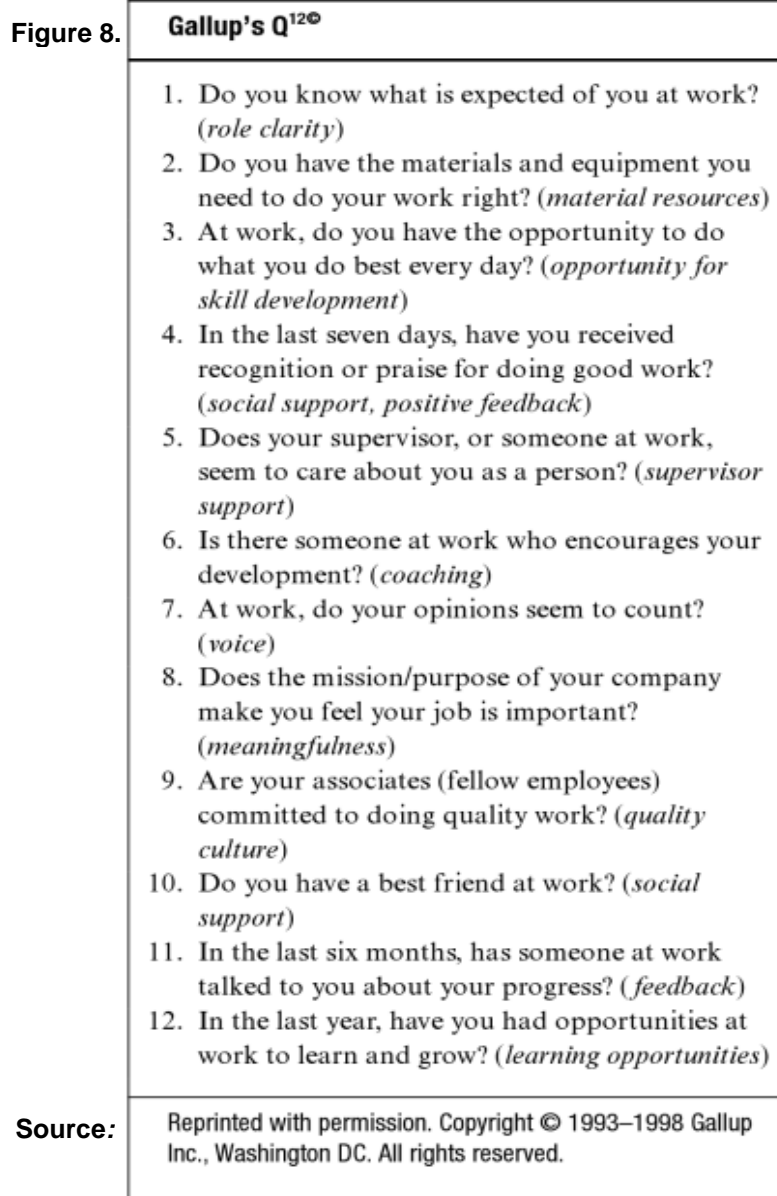 Figure 8.
Gallup's Q¹²©
1. Do you know what is expected of you at work?
(role clarity)
2. Do you have the materials and equipment you
need to do your work right? (material resources)
3. At work, do you have the opportunity to do
what you do best every day? (opportunity for
skill development)
4. In the last seven days, have you received
recognition or praise for doing good work?
(social support, positive feedback)
5. Does your supervisor, or someone at work,
seem to care about you as a person? (supervisor
support)
6. Is there someone at work who encourages your
development? (coaching)
7. At work, do your opinions seem to count?
(voice)
8. Does the mission/purpose of your company
make you feel your job is important?
(meaningfulness)
9. Are your associates (fellow employees)
committed to doing quality work? (quality
culture)
10. Do you have a best friend at work? (social
support)
11. In the last six months, has someone at work
talked to you about your progress? (feedback)
12. In the last year, have you had opportunities at
work to learn and grow? (learning opportunities)
Source:
Reprinted with permission. Copyright © 1993–1998 Gallup
Inc., Washington DC. All rights reserved.